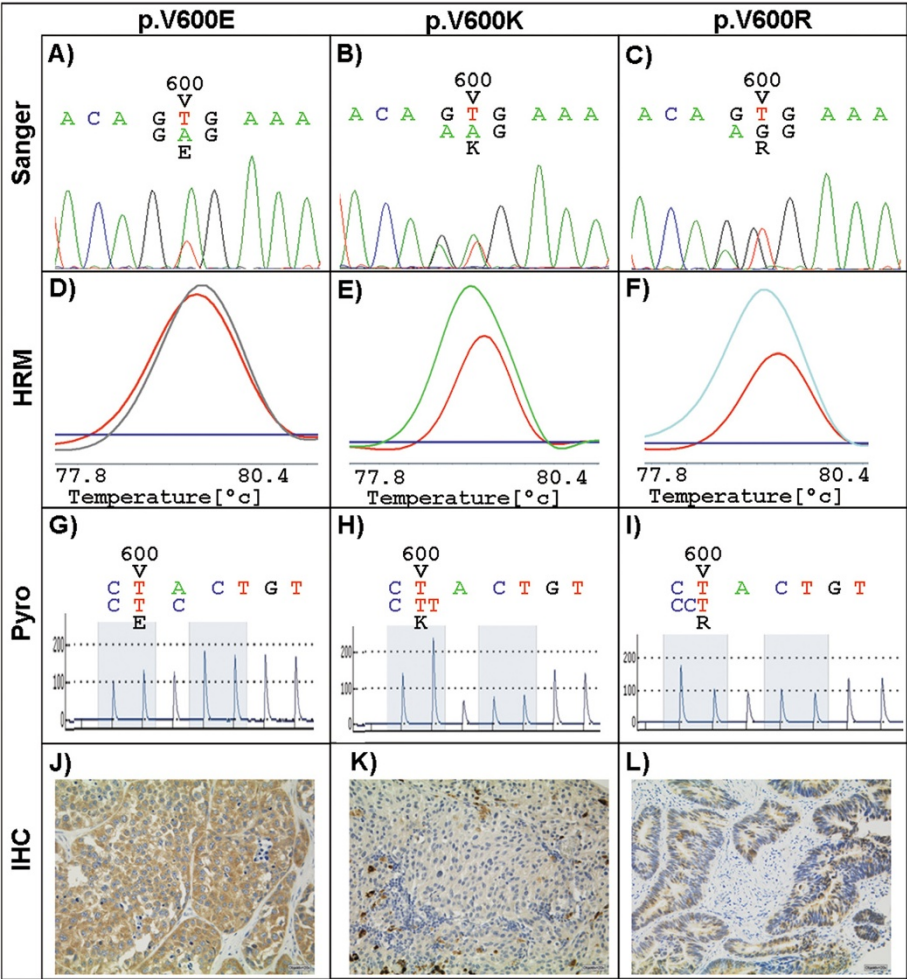 p.V600E p.V600K p.V600R
Sanger
A) B) C)
600 600 600
V V V
A C A G T G A A A A C A G T G A A A A C A G T G A A A
G A G A A G A G G
E K R
HRM
D) E) F)
77.8 80.4 77.8 80.4 77.8 80.4
Temperature[°c] Temperature[°c] Temperature[°c]
Pyro
G) H) I)
600 600 600
V V V
C T A C T G T C T A C T G T C T A C T G T
C T C C TT CCT
E K R
200 200 200
100 100 100
0 0 0
IHC
J) K) L)